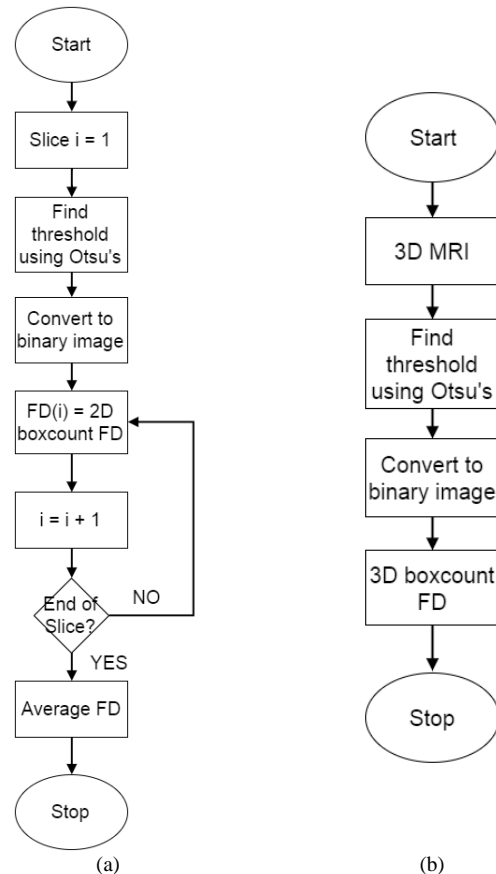 Start
Slice i = 1
Find
threshold
using Otsu's
Convert to
binary image
FD(i) = 2D
boxcount FD
i = i + 1
End of
Slice?
NO
YES
Average FD
Stop
(a)
Start
3D MRI
Find
threshold
using Otsu's
Convert to
binary image
3D boxcount
FD
Stop
(b)